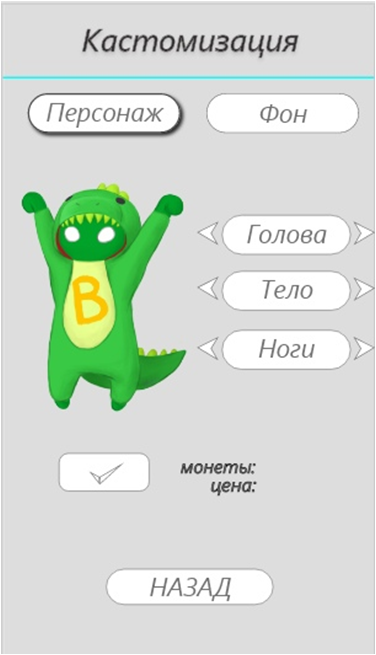 Кастомизация
Персонаж
Фон
Голова
Тело
В
Ноги
монеты:
цена:
НАЗАД